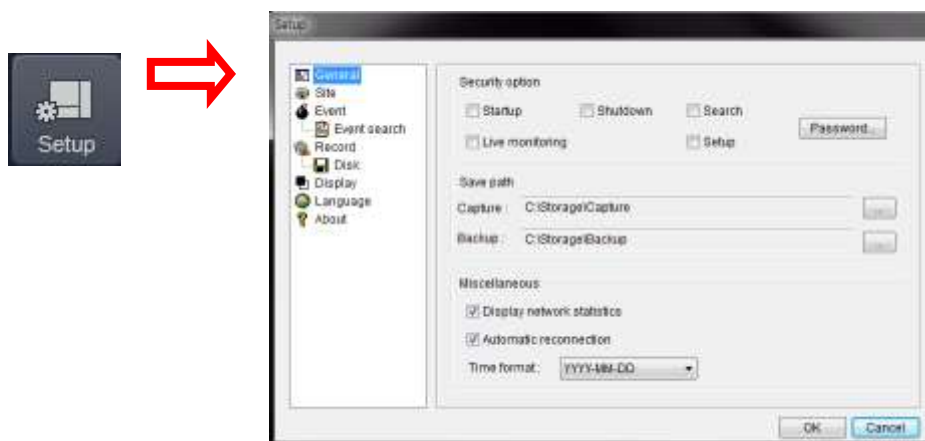 Setup
Setup
General
Site
Event
Event search
Record
Disk
Display
Language
About
Security option
Startup Shutdown Search
Password...
Live monitoring Setup
Save path
Capture : C:\Storage\Capture ...
Backup : C:\Storage\Backup ...
Miscellaneous
Display network statistics
Automatic reconnection
Time format : YYYY-MM-DD
OK Cancel